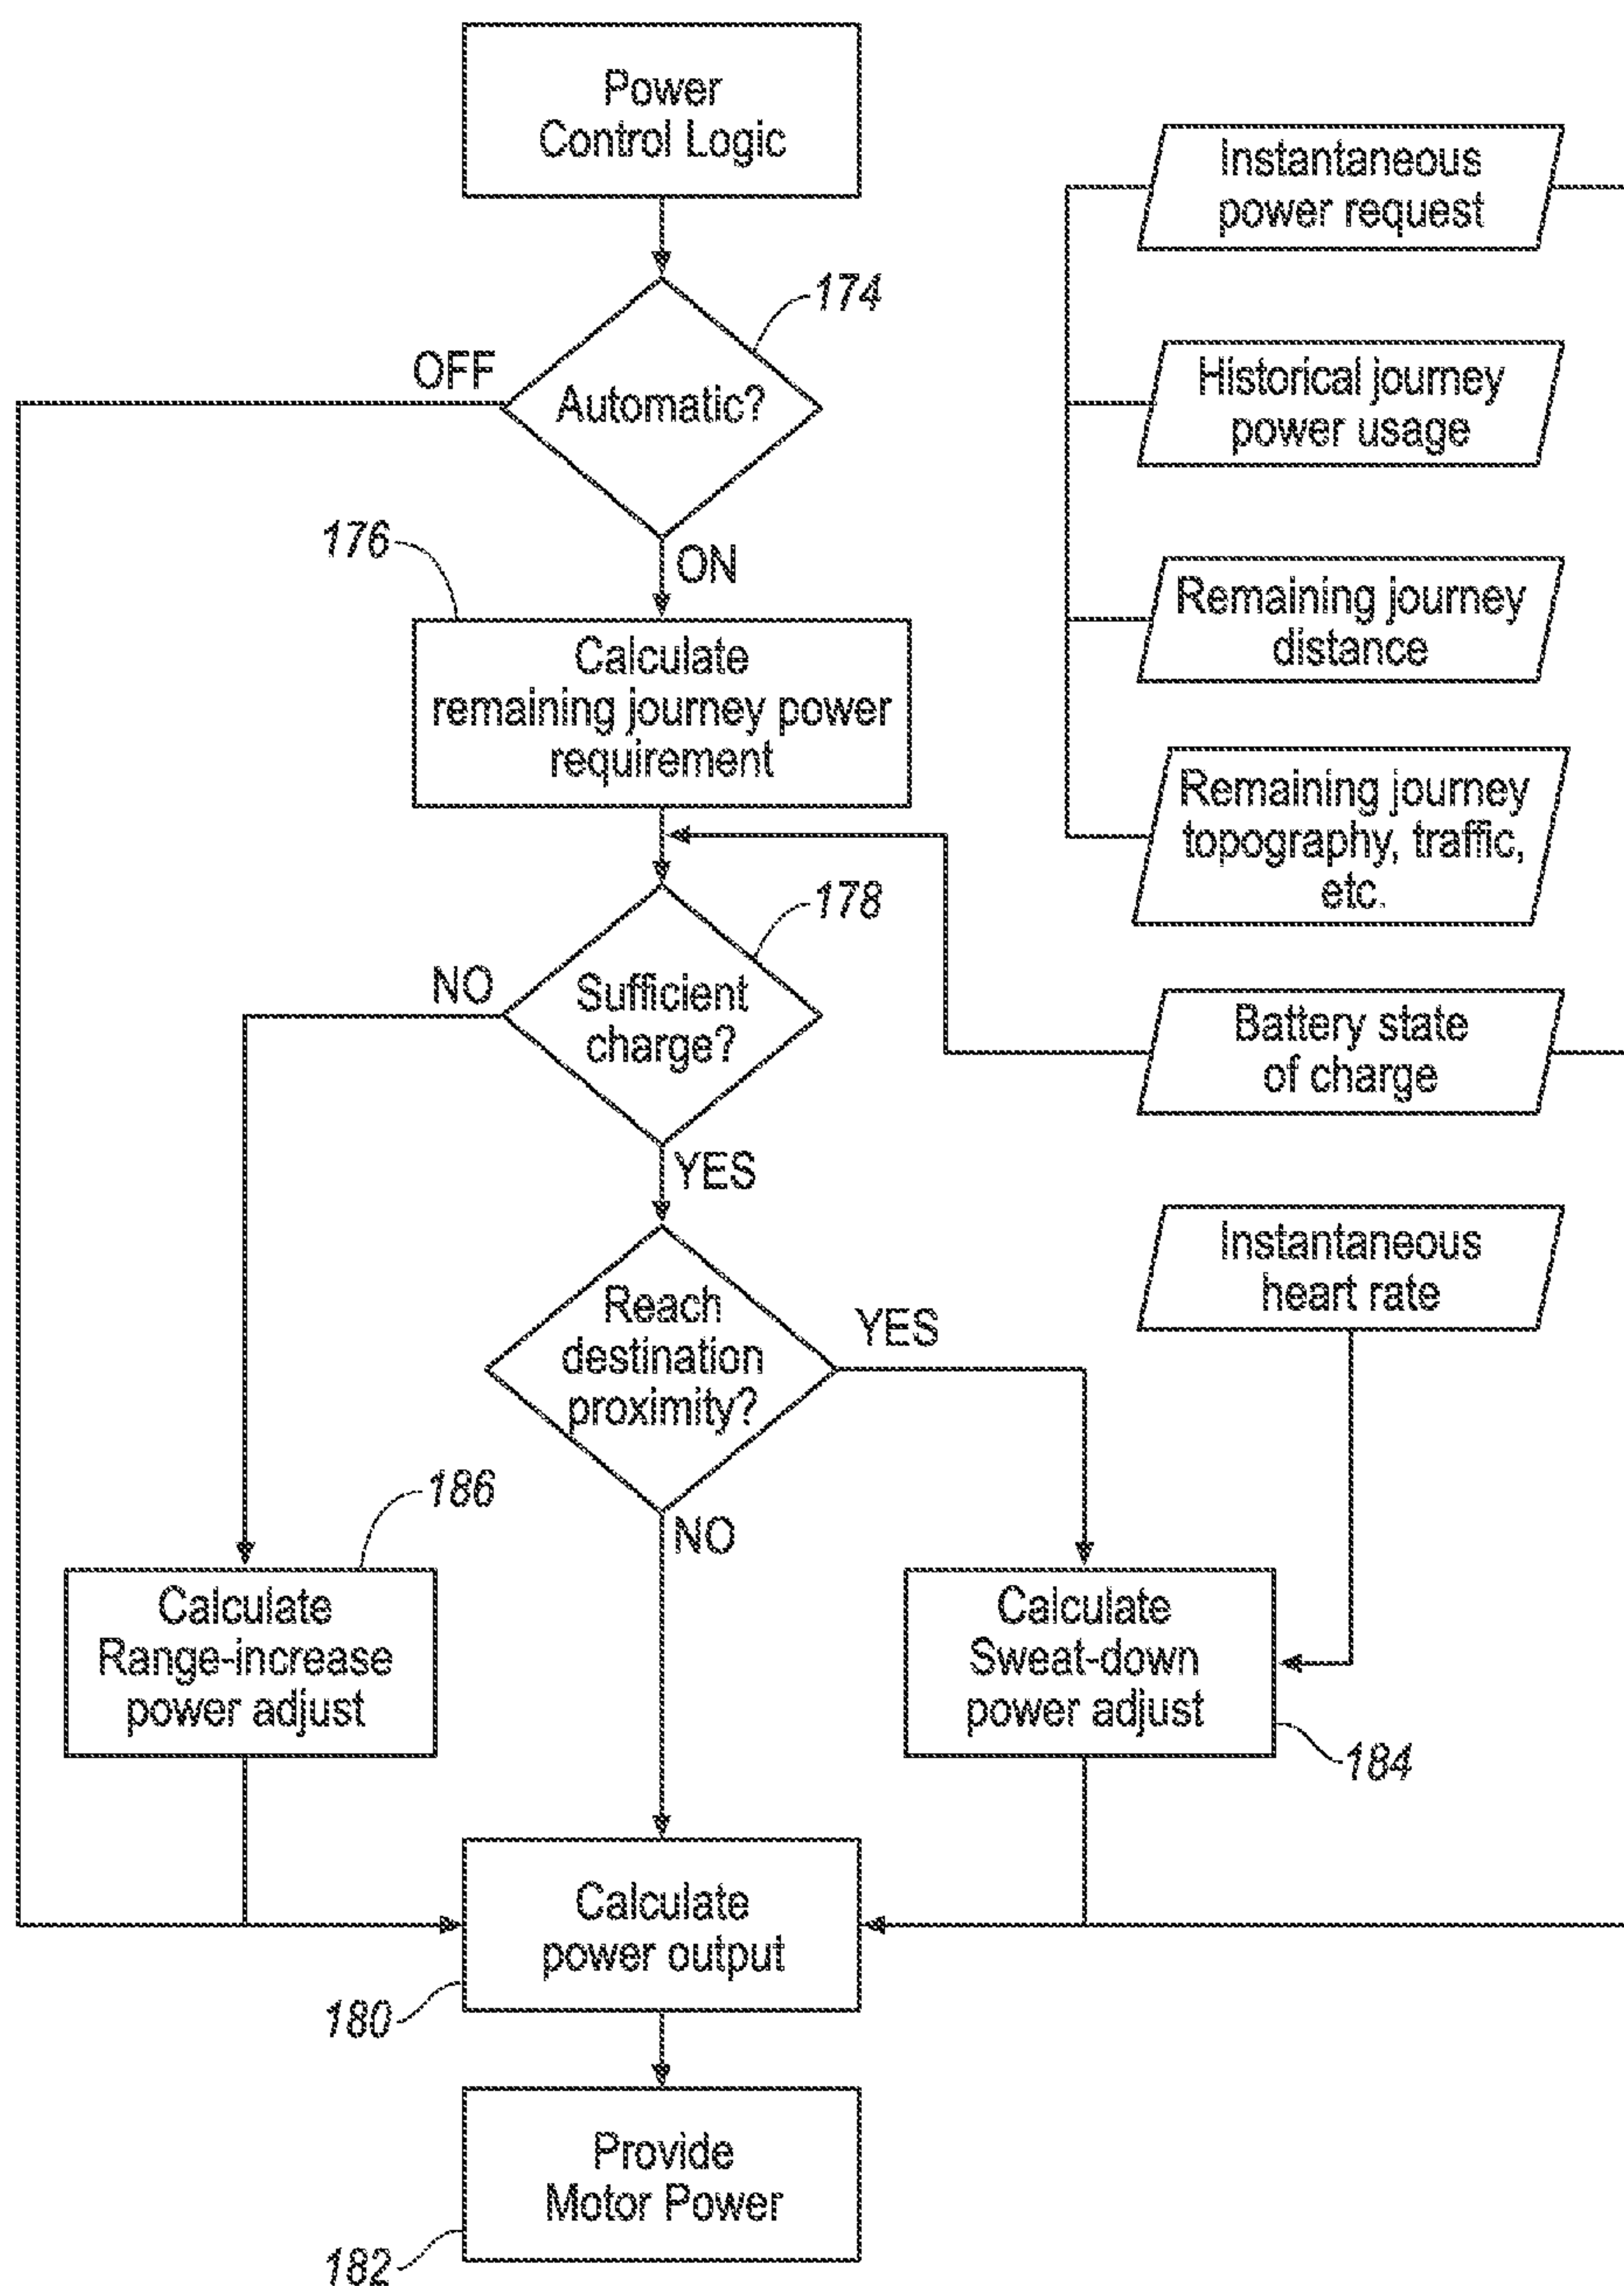 Power
Control Logic
174
Automatic?
OFF
ON
176
Calculate
remaining journey power
requirement
178
Sufficient
charge?
NO
YES
Reach
destination
proximity?
YES
NO
186
Calculate
Range-increase
power adjust
Calculate
Sweat-down
power adjust
184
Calculate
power output
180
Provide
Motor Power
182
Instantaneous
power request
Historical journey
power usage
Remaining journey
distance
Remaining journey
topography, traffic,
etc.
Battery state
of charge
Instantaneous
heart rate